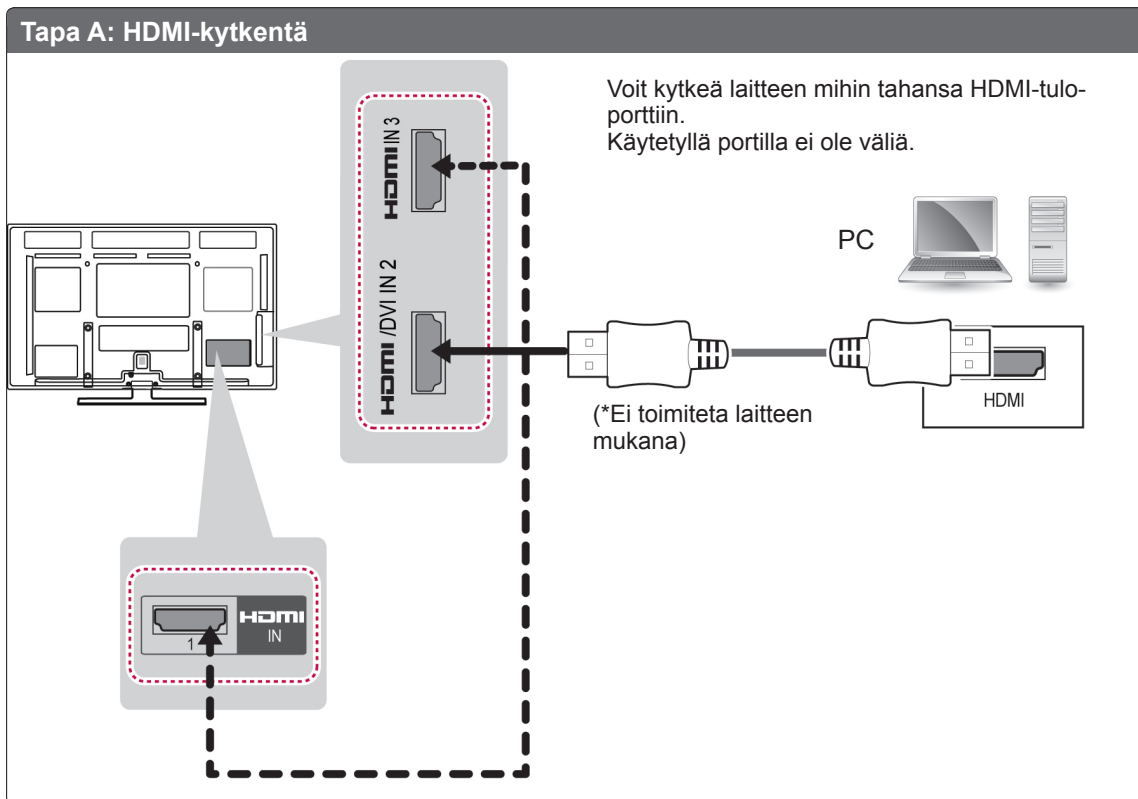 Tapa A: HDMI-kytkentä
Voit kytkeä laitteen mihin tahansa HDMI-tulo-
porttiin.
Käytetyllä portilla ei ole väliä.
HDMI IN 3
HDMI /DVI IN 2
PC
HDMI
(*Ei toimiteta laitteen
mukana)
1
HDMI
IN